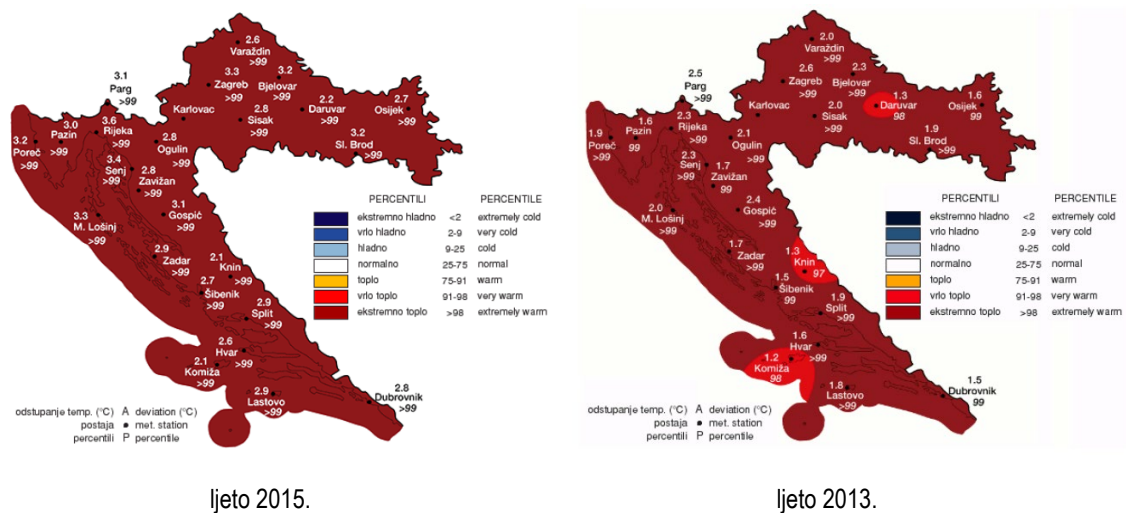 2.6
Varaždin
>99
3.1
Parg
>99
3.3
Zagreb
>99
3.2
Bjelovar
>99
Karlovac
2.8
Sisak
>99
2.2
Daruvar
>99
2.7
Osijek
>99
3.2
Sl. Brod
>99
3.2
Poreč
>99
3.0
Pazin
>99
3.6
Rijeka
>99
2.8
Ogulin
>99
3.4
Senj
>99
2.8
Zavižan
>99
3.1
Gospić
>99
3.3
M. Lošinj
>99
2.9
Zadar
>99
2.1
Knin
>99
2.7
Šibenik
>99
2.9
Split
>99
2.6
Hvar
>99
2.1
Komiža
>99
2.9
Lastovo
>99
2.8
Dubrovnik
>99
PERCENTILI PERCENTILE
ekstremno hladno <2 extremely cold
vrlo hladno 2-9 very cold
hladno 9-25 cold
normalno 25-75 normal
toplo 75-91 warm
vrlo toplo 91-98 very warm
ekstremno toplo >98 extremely warm
odstupanje temp. (°C) A deviation (°C)
postaja • met. station
percentili P percentile
ljeto 2015.
2.0
Varaždin
>99
2.5
Parg
>99
2.6
Zagreb
>99
2.3
Bjelovar
>99
Karlovac
2.0
Sisak
>99
1.3
Daruvar
98
1.6
Osijek
>99
1.9
Sl. Brod
>99
1.9
Poreč
>99
1.6
Pazin
99
2.3
Rijeka
>99
2.1
Ogulin
>99
2.3
Senj
>99
1.7
Zavižan
99
2.4
Gospić
>99
2.0
M. Lošinj
>99
1.7
Zadar
>99
1.3
Knin
97
1.5
Šibenik
99
1.9
Split
>99
1.6
Hvar
>99
1.2
Komiža
98
1.8
Lastovo
>99
1.5
Dubrovnik
99
PERCENTILI PERCENTILE
ekstremno hladno <2 extremely cold
vrlo hladno 2-9 very cold
hladno 9-25 cold
normalno 25-75 normal
toplo 75-91 warm
vrlo toplo 91-98 very warm
ekstremno toplo >98 extremely warm
odstupanje temp. (°C) A deviation (°C)
postaja • met. station
percentili P percentile
ljeto 2013.